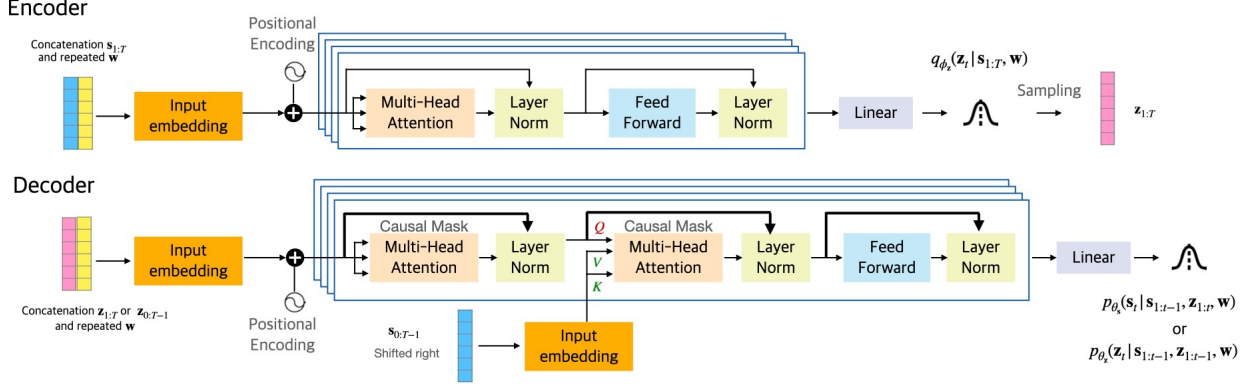 Encoder
Concatenation s1:T
and repeated w
Input
embedding
Positional
Encoding
Multi-Head
Attention
Layer
Norm
Feed
Forward
Layer
Norm
Linear
qϕz(zt | s1:T, w)
Sampling
z1:T
Decoder
Concatenation z1:T or z0:T−1
and repeated w
Input
embedding
Positional
Encoding
Causal Mask
Multi-Head
Attention
Layer
Norm
Q
V
K
Causal Mask
Multi-Head
Attention
Layer
Norm
Feed
Forward
Layer
Norm
Linear
s0:T−1
Shifted right
Input
embedding
pθs(st | s1:t−1, z1:t, w)
or
pθz(zt | s1:t−1, z1:t−1, w)